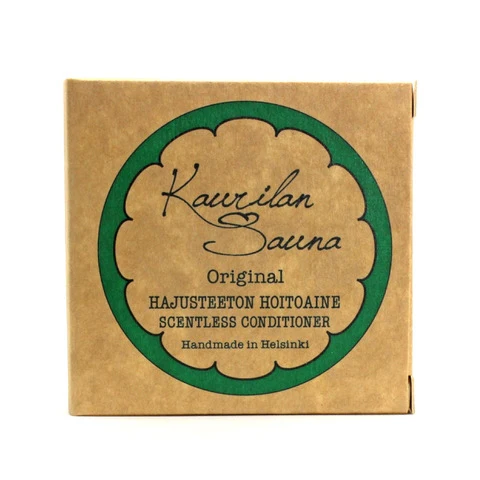 Kaurilan
Sauna
Original
HAJUSTEETON HOITOAINE
SCENTLESS CONDITIONER
Handmade in Helsinki